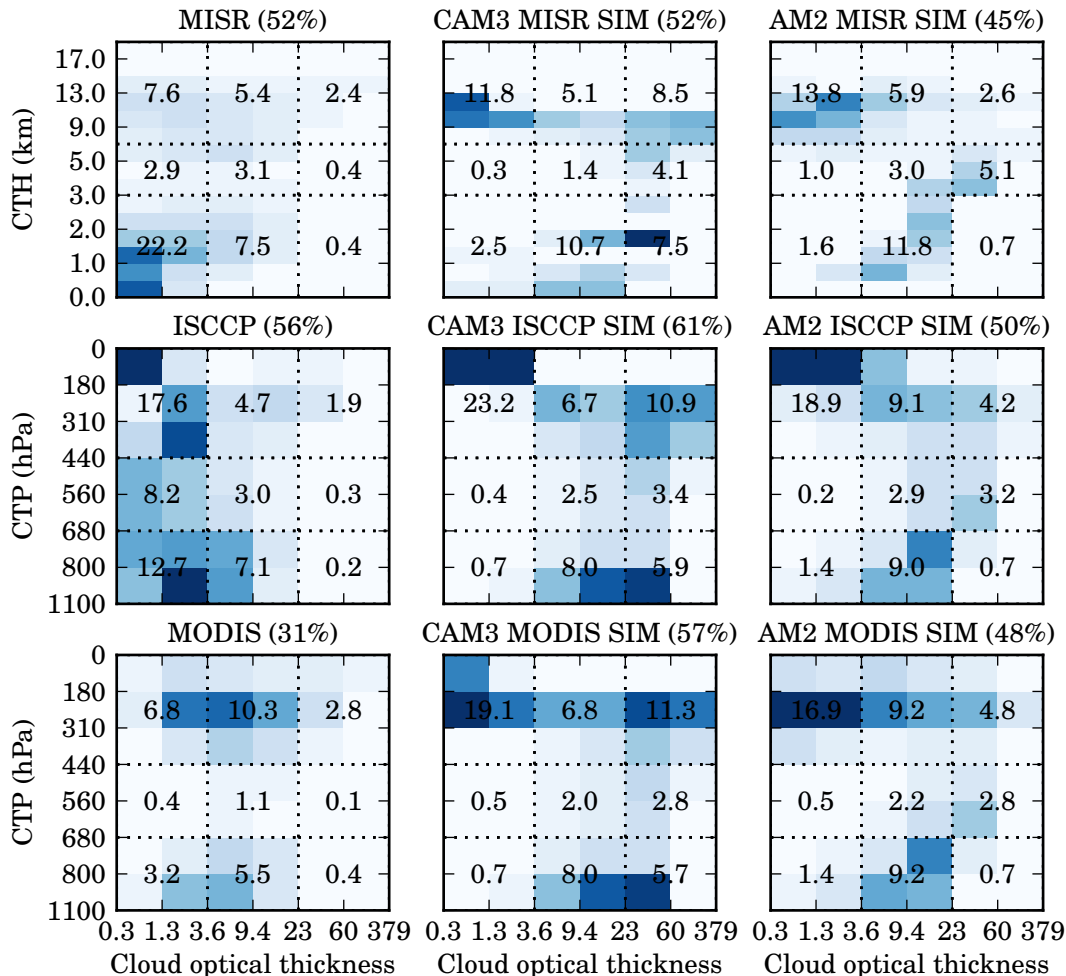 MISR (52%) CAM3 MISR SIM (52%) AM2 MISR SIM (45%)
17.0
13.0 7.6 5.4 2.4 11.8 5.1 8.5 13.8 5.9 2.6
9.0
5.0 2.9 3.1 0.4 0.3 1.4 4.1 1.0 3.0 5.1
3.0
2.0
22.2 7.5 0.4 2.5 10.7 7.5 1.6 11.8 0.7
1.0
0.0
CTH (km)
ISCCP (56%) CAM3 ISCCP SIM (61%) AM2 ISCCP SIM (50%)
0
180
17.6 4.7 1.9 23.2 6.7 10.9 18.9 9.1 4.2
310
440
560 8.2 3.0 0.3 0.4 2.5 3.4 0.2 2.9 3.2
680
800 12.7 7.1 0.2 0.7 8.0 5.9 1.4 9.0 0.7
1100
CTP (hPa)
MODIS (31%) CAM3 MODIS SIM (57%) AM2 MODIS SIM (48%)
0
180
6.8 10.3 2.8 19.1 6.8 11.3 16.9 9.2 4.8
310
440
560 0.4 1.1 0.1 0.5 2.0 2.8 0.5 2.2 2.8
680
800 3.2 5.5 0.4 0.7 8.0 5.7 1.4 9.2 0.7
1100
CTP (hPa)
0.3 1.3 3.6 9.4 23 60 379 0.3 1.3 3.6 9.4 23 60 379 0.3 1.3 3.6 9.4 23 60 379
Cloud optical thickness Cloud optical thickness Cloud optical thickness